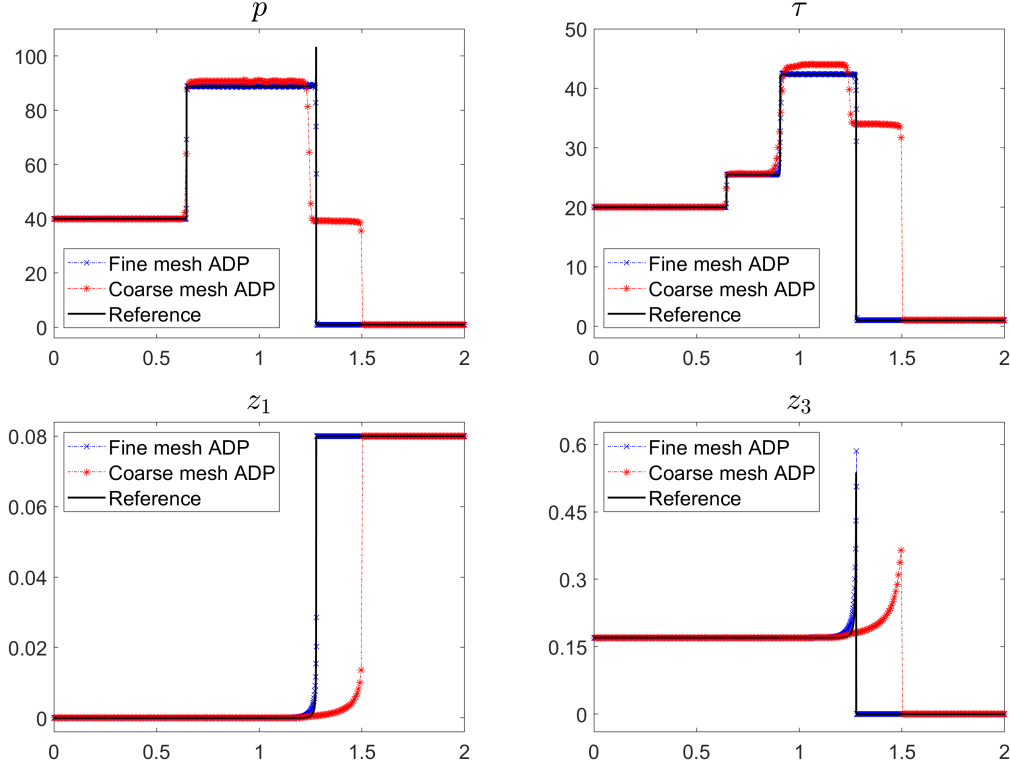 p
100
80
60
40
20
0
Fine mesh ADP
Coarse mesh ADP
Reference
0 0.5 1 1.5 2
τ
50
40
30
20
10
0
Fine mesh ADP
Coarse mesh ADP
Reference
0 0.5 1 1.5 2
z₁
0.08
0.06
0.04
0.02
0
Fine mesh ADP
Coarse mesh ADP
Reference
0 0.5 1 1.5 2
z₃
0.6
0.45
0.3
0.15
0
Fine mesh ADP
Coarse mesh ADP
Reference
0 0.5 1 1.5 2